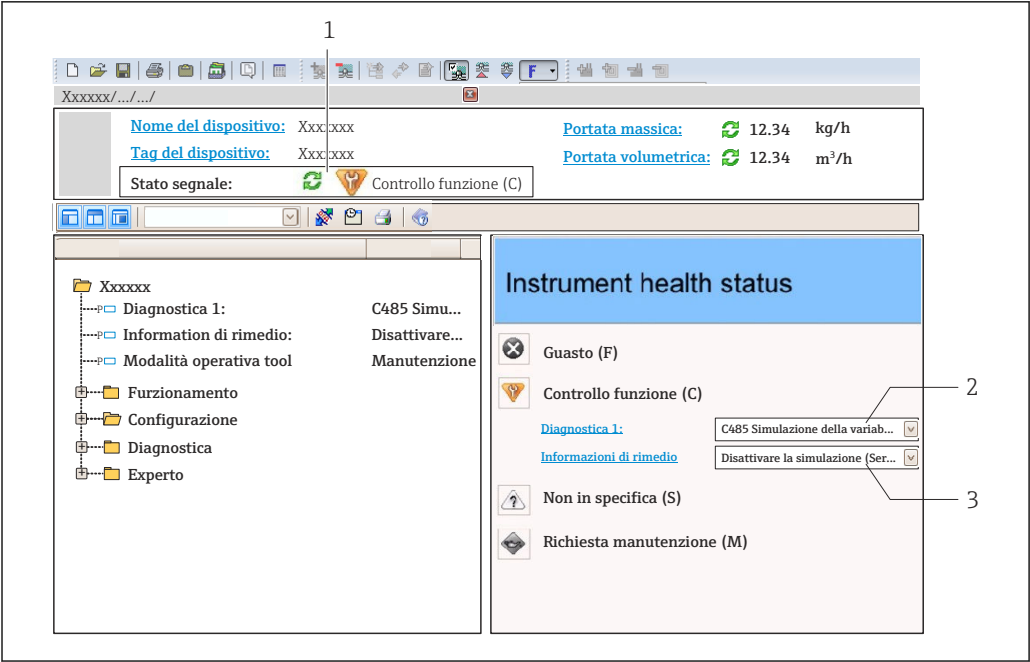 1
F
Xxxxxx/.../.../
Nome del dispositivo: Xxxxxxx Portata massica: 12.34 kg/h
Tag del dispositivo: Xxxxxxx Portata volumetrica: 12.34 m³/h
Stato segnale: Controllo funzione (C)
Instrument health status
Xxxxxx
Diagnostica 1: C485 Simu...
P
Information di rimedio: Disattivare...
P
Modalità operativa tool Manutenzione
P
Furzionamento
Configurazione
Diagnostica
Experto
Guasto (F)
Controllo funzione (C)
2
Diagnostica 1: C485 Simulazione della variab...
Informazioni di rimedio Disattivare la simulazione (Ser...
Non in specifica (S)
3
Richiesta manutenzione (M)